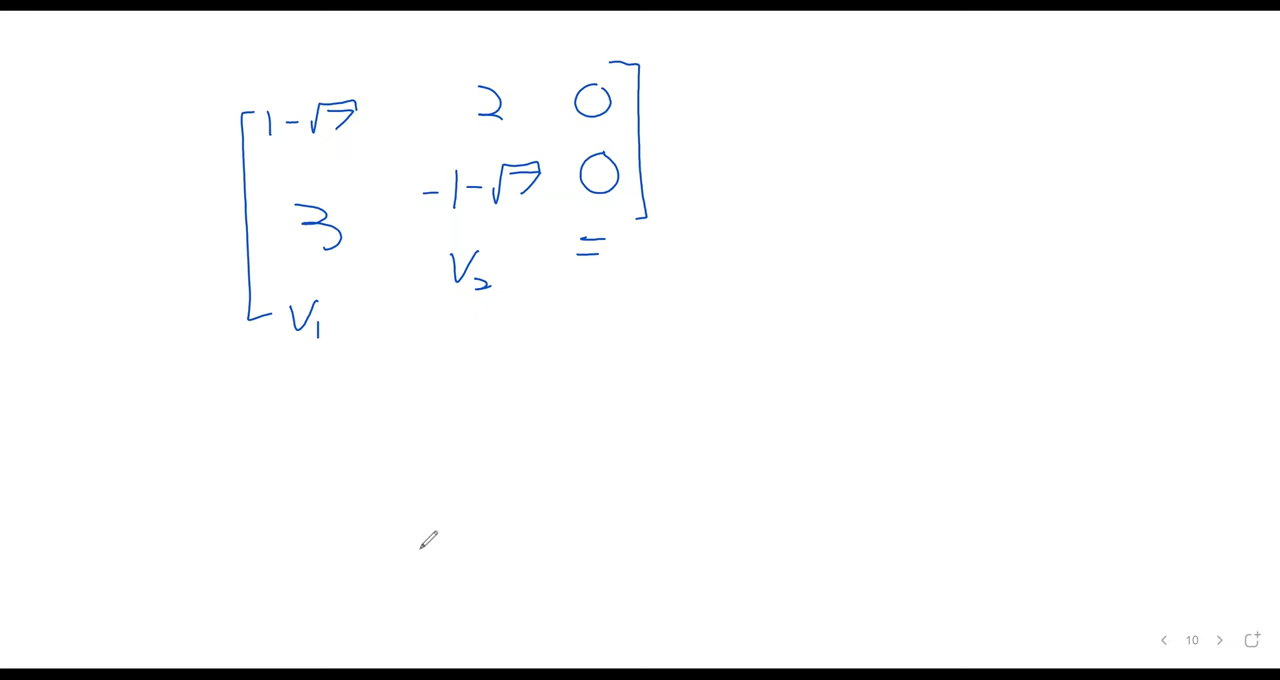 1-√7 2 0
3 -1-√7 0
v₁ v₂ =
10